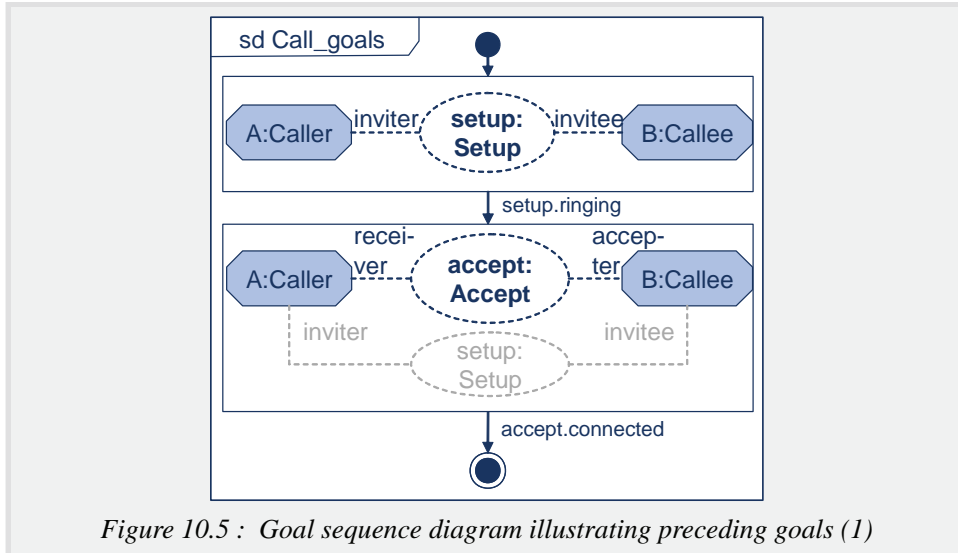 sd Call_goals
A:Caller
inviter
setup:
Setup
invitee
B:Callee
setup.ringing
recei-
ver
accep-
ter
A:Caller
accept:
Accept
B:Callee
inviter
invitee
setup:
Setup
accept.connected
Figure 10.5 : Goal sequence diagram illustrating preceding goals (1)